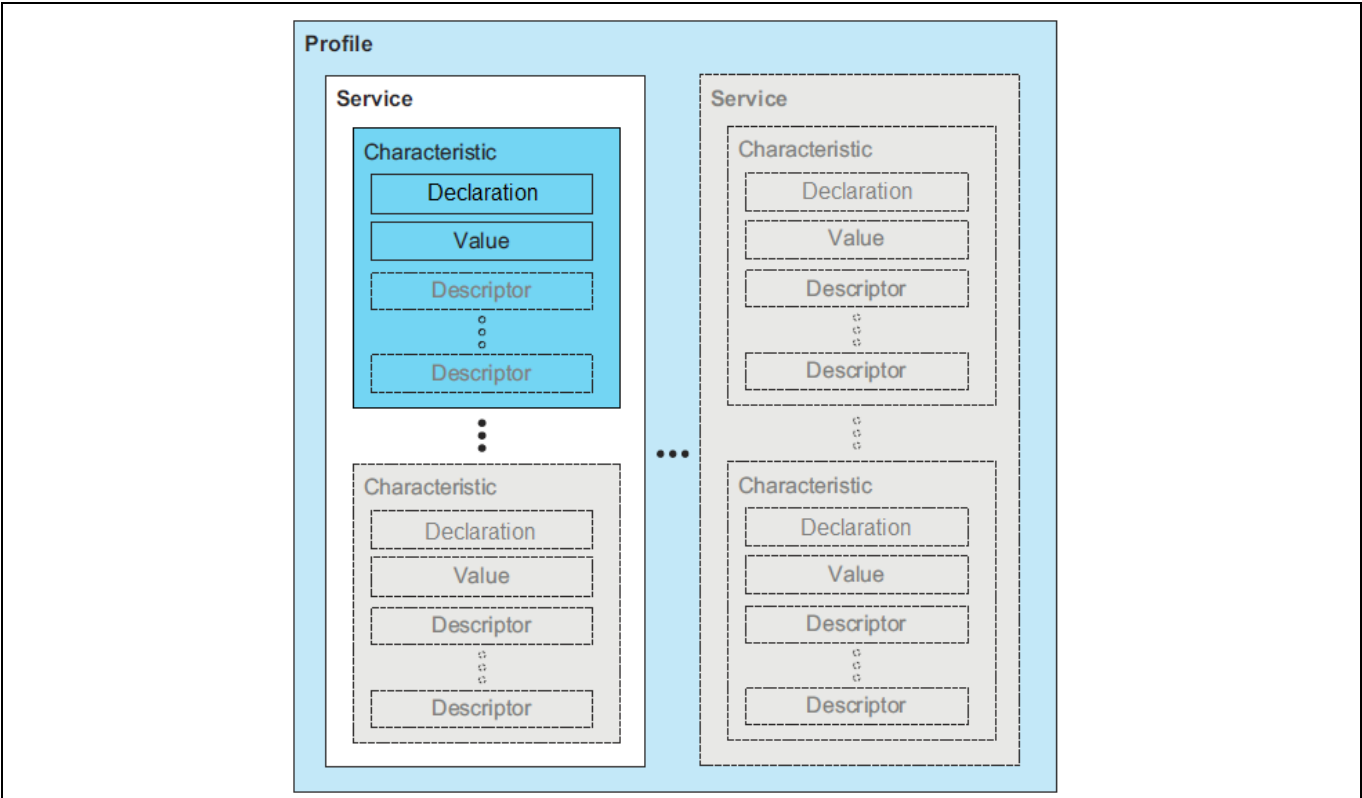 Profile
Service
Characteristic
Declaration
Value
Descriptor
Descriptor
Characteristic
Declaration
Value
Descriptor
Descriptor
Service
Characteristic
Declaration
Value
Descriptor
Descriptor
Characteristic
Declaration
Value
Descriptor
Descriptor